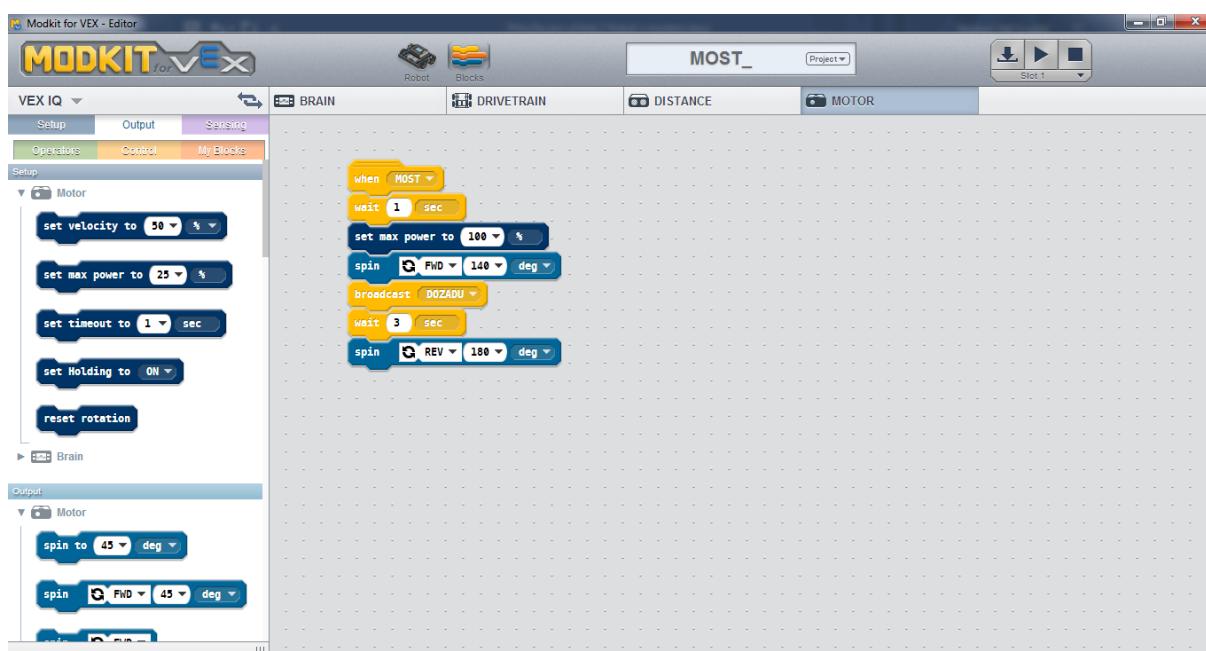 Modkit for VEX - Editor
MODKIT for VEX
Robot Blocks
MOST_ Project
Slot 1
VEX IQ BRAIN DRIVETRAIN DISTANCE MOTOR
Setup Output Sensing
Operators Control My Blocks
Setup
Motor
set velocity to 50 %
set max power to 25 %
set timeout to 1 sec
set Holding to ON
reset rotation
Brain
Output
Motor
spin to 45 deg
spin FWD 45 deg
spin FWD
when MOST
wait 1 sec
set max power to 100 %
spin FWD 140 deg
broadcast DOZADU
wait 3 sec
spin REV 180 deg